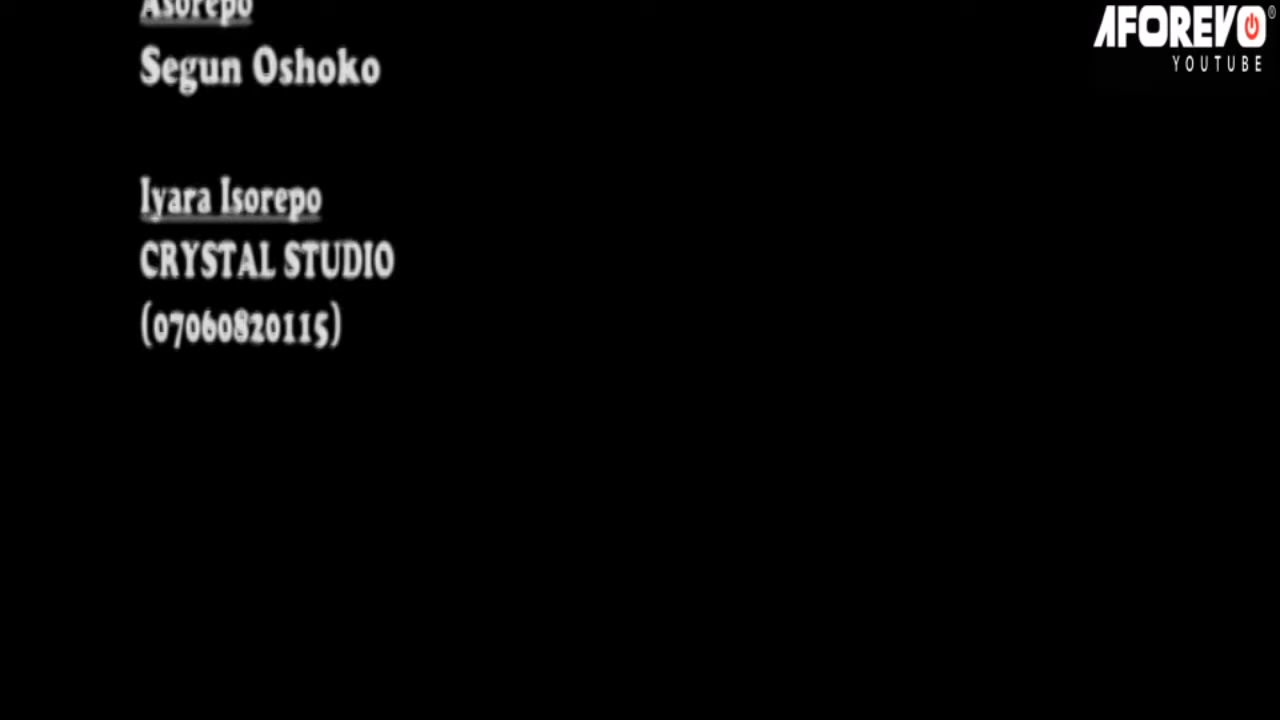 Asorepo
Segun Oshoko
Iyara Isorepo
CRYSTAL STUDIO
(07060820115)
AFOREVO®
YOUTUBE